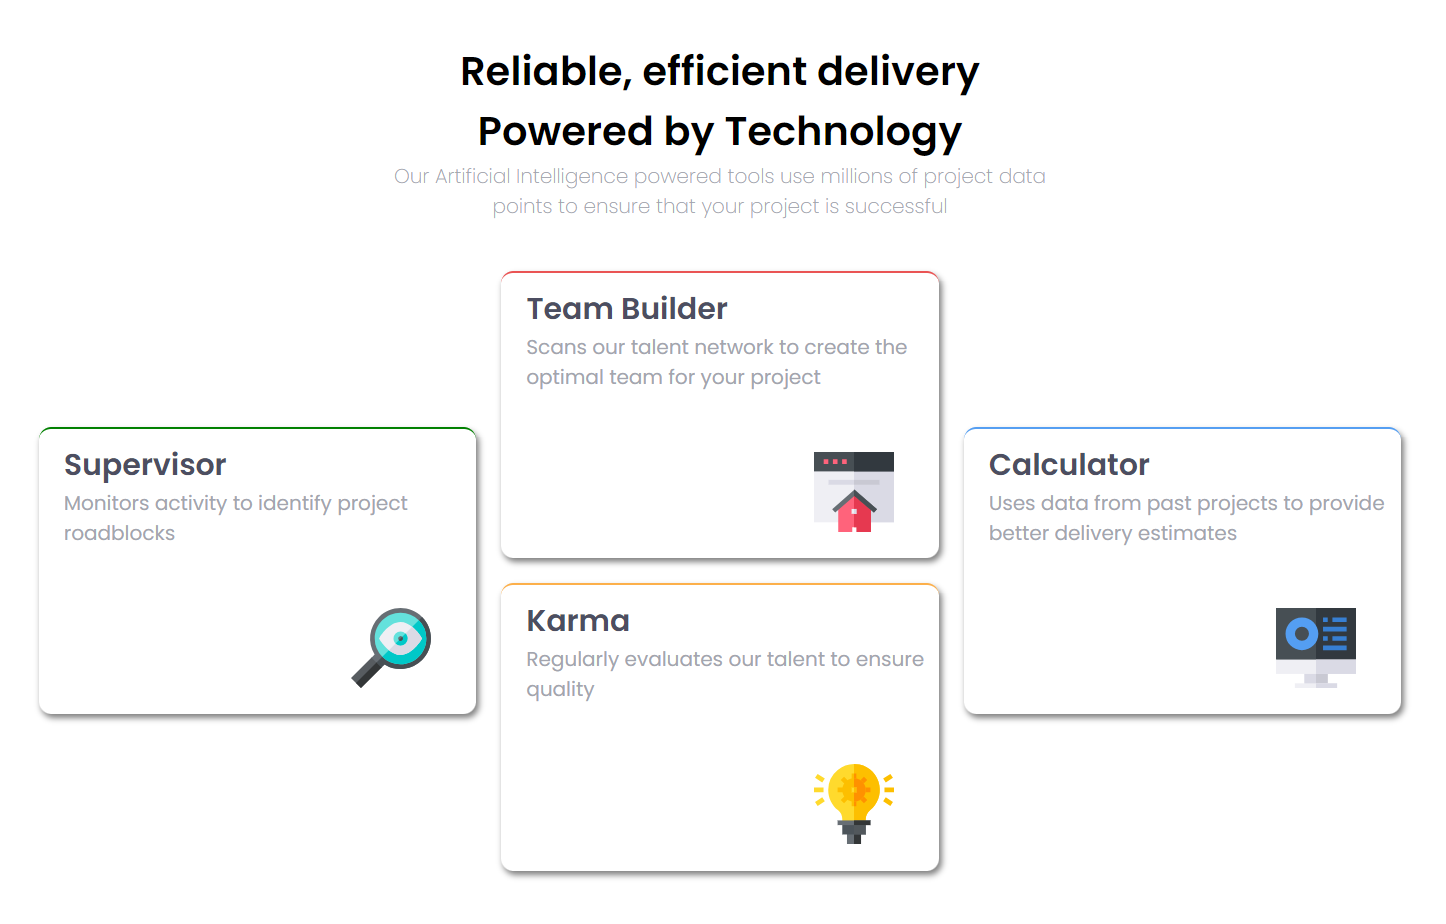 Reliable, efficient delivery
Powered by Technology
Our Artificial Intelligence powered tools use millions of project data
points to ensure that your project is successful
Team Builder
Scans our talent network to create the
optimal team for your project
Supervisor
Monitors activity to identify project
roadblocks
Calculator
Uses data from past projects to provide
better delivery estimates
Karma
Regularly evaluates our talent to ensure
quality